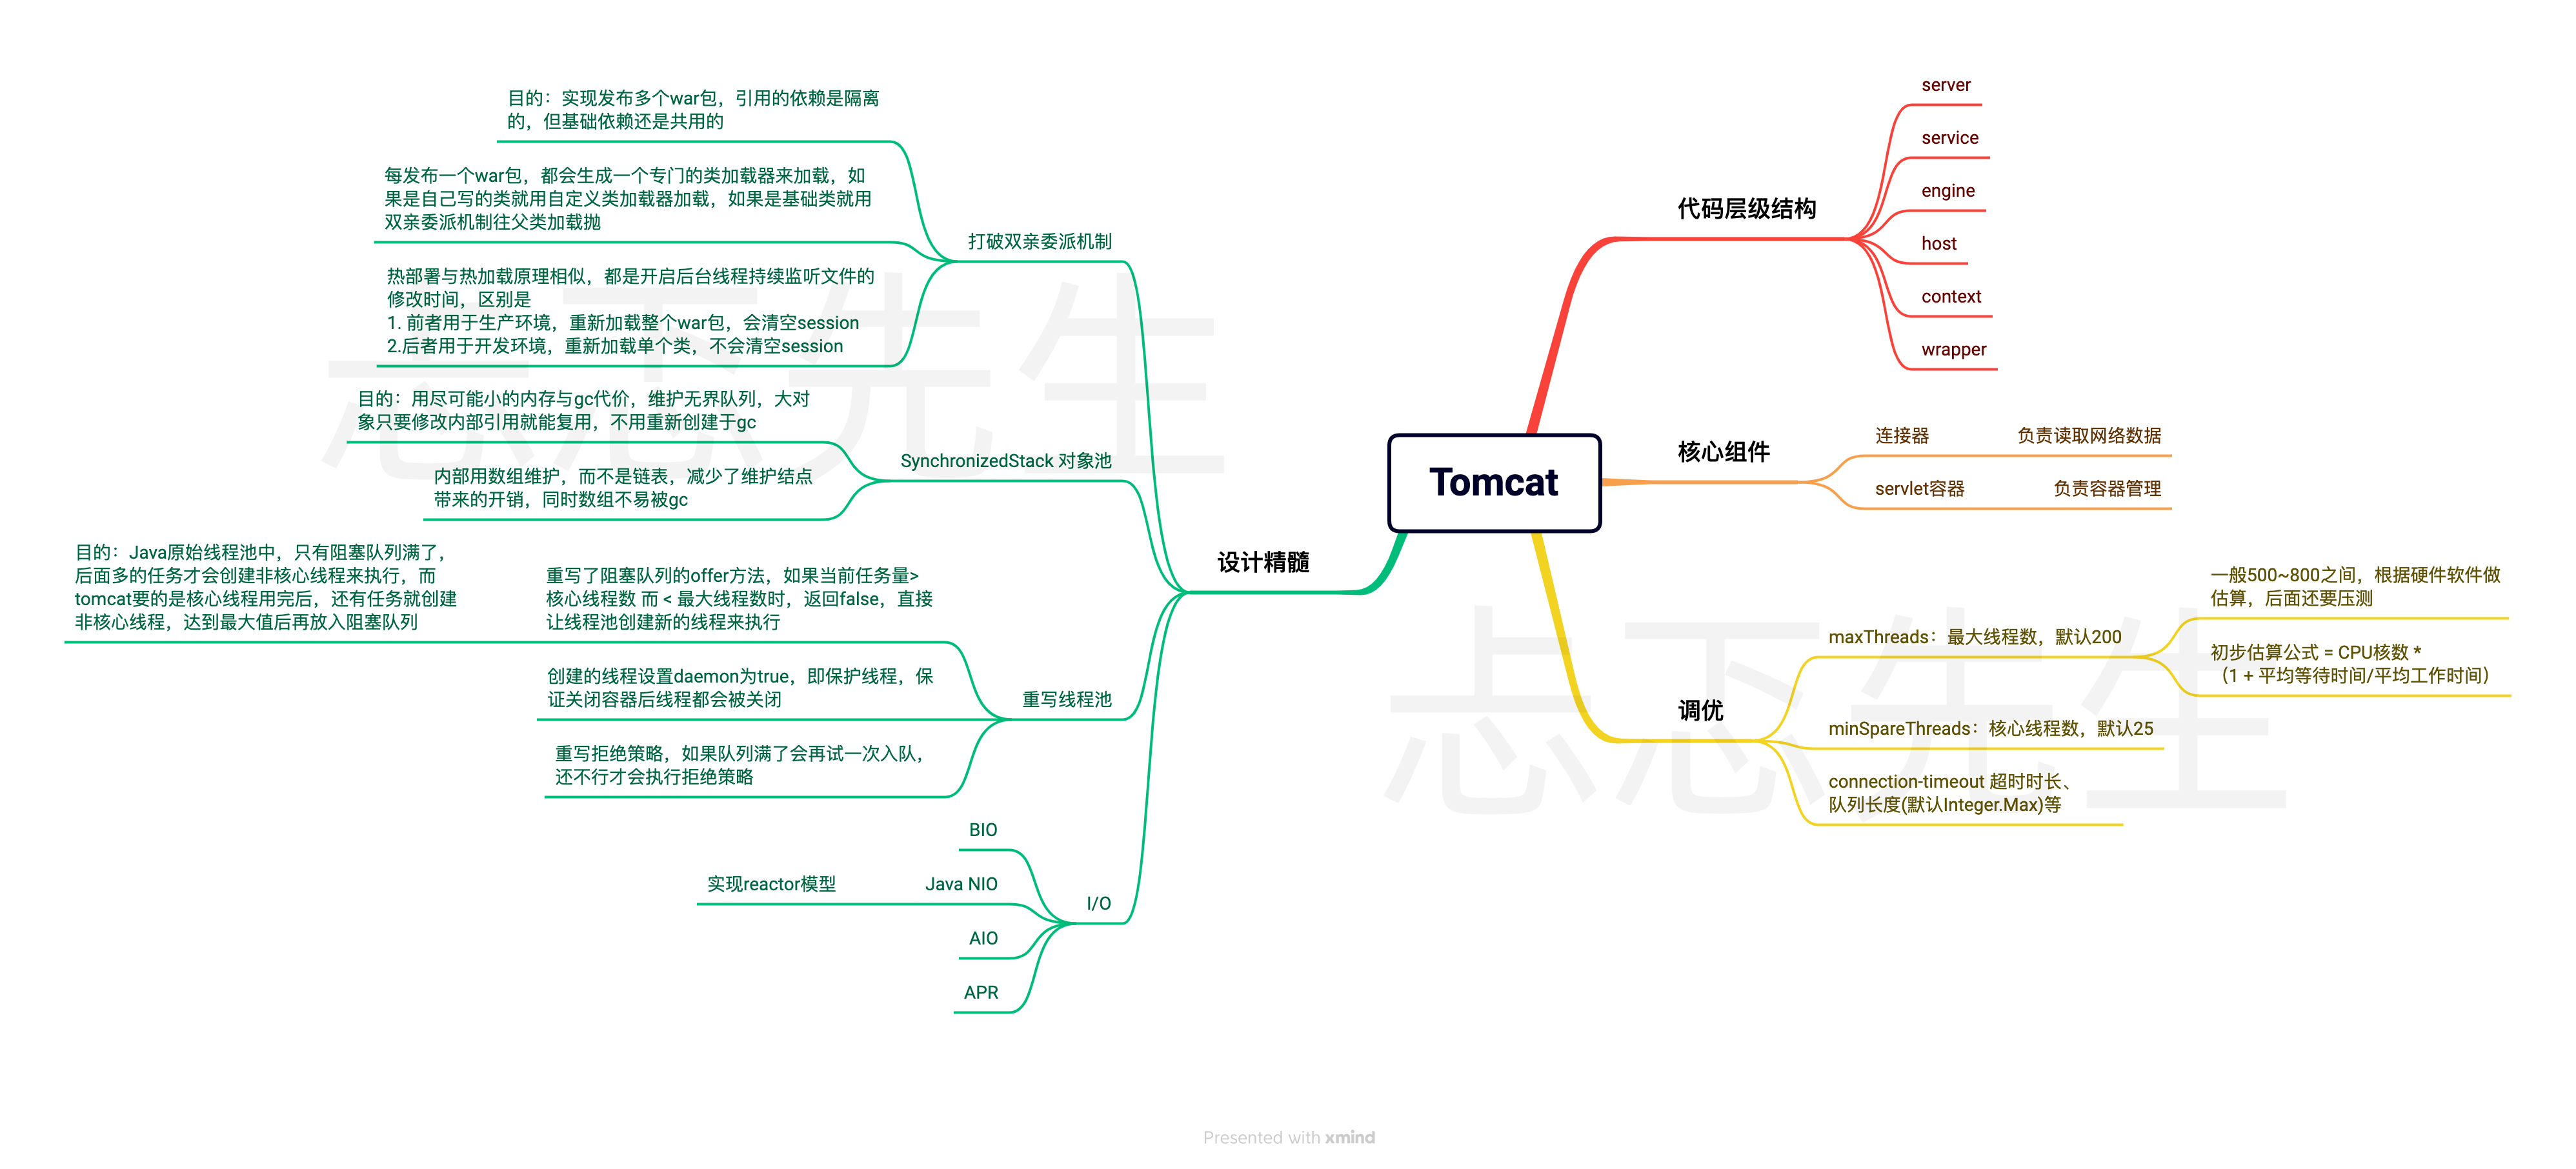 Tomcat
代码层级结构
server
service
engine
host
context
wrapper
核心组件
连接器
负责读取网络数据
servlet容器
负责容器管理
调优
maxThreads：最大线程数，默认200
一般500~800之间，根据硬件软件做
估算，后面还要压测
初步估算公式 = CPU核数 *
（1 + 平均等待时间/平均工作时间）
minSpareThreads：核心线程数，默认25
connection-timeout 超时时长、
队列长度(默认Integer.Max)等
设计精髓
打破双亲委派机制
目的：实现发布多个war包，引用的依赖是隔离
的，但基础依赖还是共用的
每发布一个war包，都会生成一个专门的类加载器来加载，如
果是自己写的类就用自定义类加载器加载，如果是基础类就用
双亲委派机制往父类加载抛
热部署与热加载原理相似，都是开启后台线程持续监听文件的
修改时间，区别是
1. 前者用于生产环境，重新加载整个war包，会清空session
2.后者用于开发环境，重新加载单个类，不会清空session
SynchronizedStack 对象池
目的：用尽可能小的内存与gc代价，维护无界队列，大对
象只要修改内部引用就能复用，不用重新创建于gc
内部用数组维护，而不是链表，减少了维护结点
带来的开销，同时数组不易被gc
重写线程池
重写了阻塞队列的offer方法，如果当前任务量>
核心线程数 而 < 最大线程数时，返回false，直接
让线程池创建新的线程来执行
目的：Java原始线程池中，只有阻塞队列满了，
后面多的任务才会创建非核心线程来执行，而
tomcat要的是核心线程用完后，还有任务就创建
非核心线程，达到最大值后再放入阻塞队列
创建的线程设置daemon为true，即保护线程，保
证关闭容器后线程都会被关闭
重写拒绝策略，如果队列满了会再试一次入队，
还不行才会执行拒绝策略
I/O
BIO
Java NIO
实现reactor模型
AIO
APR
忐忑先生
忐忑先生
Presented with xmind